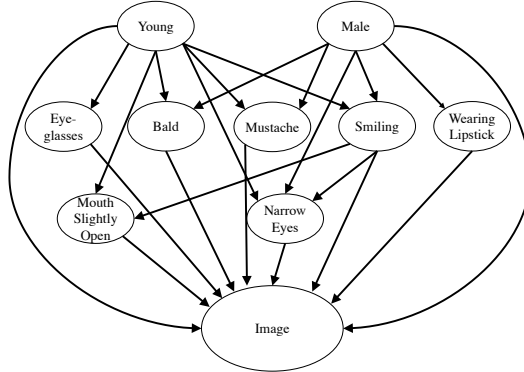 Young
Male
Eye-
glasses
Bald
Mustache
Smiling
Wearing
Lipstick
Mouth
Slightly
Open
Narrow
Eyes
Image